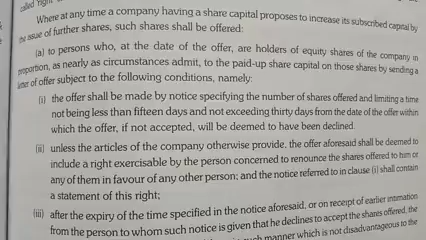 called 'right
Where at any time a company having a share capital proposes to increase its subscribed capital by
the issue of further shares, such shares shall be offered:
(a) to persons who, at the date of the offer, are holders of equity shares of the company in
proportion, as nearly as circumstances admit, to the paid-up share capital on those shares by sending a
letter of offer subject to the following conditions, namely:
(i) the offer shall be made by notice specifying the number of shares offered and limiting a time
not being less than fifteen days and not exceeding thirty days from the date of the offer within
which the offer, if not accepted, will be deemed to have been declined.
(ii) unless the articles of the company otherwise provide, the offer aforesaid shall be deemed to
include a right exercisable by the person concerned to renounce the shares offered to him or
any of them in favour of any other person; and the notice referred to in clause (i) shall contain
a statement of this right;
(iii) after the expiry of the time specified in the notice aforesaid, or on receipt of earlier intimation
from the person to whom such notice is given that he declines to accept the shares offered, the
such manner which is not disadvantageous to the